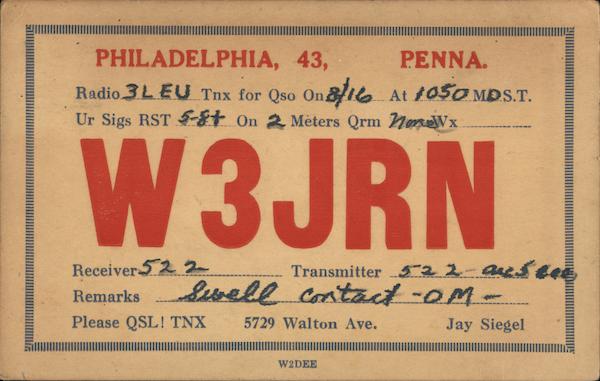 PHILADELPHIA, 43, PENNA.
Radio 3LEU Tnx for Qso On 8/16 At 1050 M D.S.T.
Ur Sigs RST 5-8+ On 2 Meters Qrm None Wx
W3JRN
Receiver 522 Transmitter 522
Remarks Swell contact - OM -
Please QSL! TNX 5729 Walton Ave. Jay Siegel
W2DEE